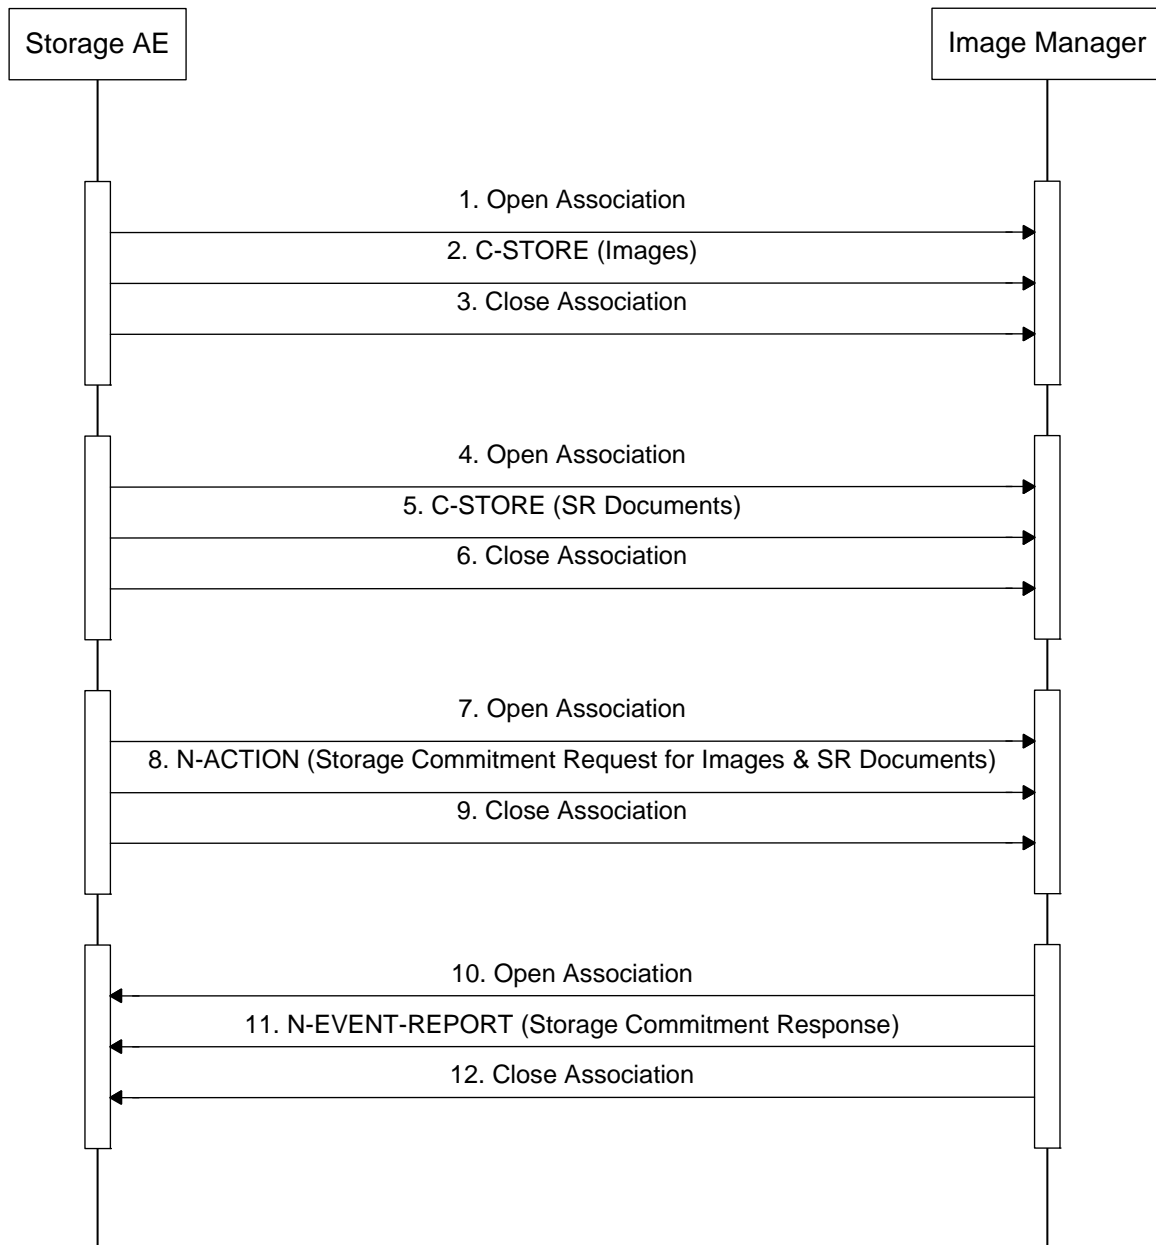 Storage AE
Image Manager
1. Open Association
2. C-STORE (Images)
3. Close Association
4. Open Association
5. C-STORE (SR Documents)
6. Close Association
7. Open Association
8. N-ACTION (Storage Commitment Request for Images & SR Documents)
9. Close Association
10. Open Association
11. N-EVENT-REPORT (Storage Commitment Response)
12. Close Association